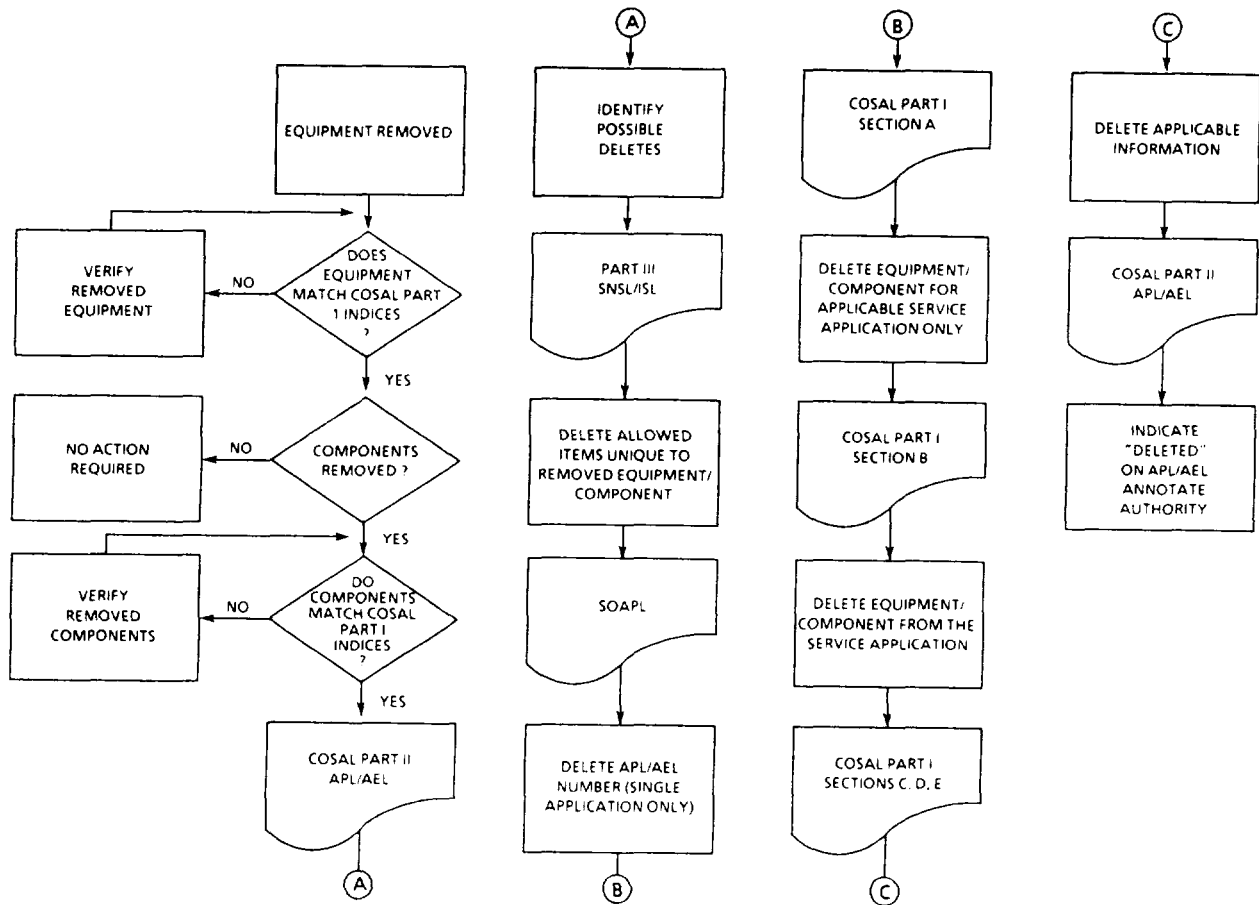 EQUIPMENT REMOVED
DOES
EQUIPMENT
MATCH COSAL PART
1 INDICES
?
NO
VERIFY
REMOVED
EQUIPMENT
YES
COMPONENTS
REMOVED ?
NO
NO ACTION
REQUIRED
YES
DO
COMPONENTS
MATCH COSAL
PART I
INDICES
?
NO
VERIFY
REMOVED
COMPONENTS
YES
COSAL PART II
APL/AEL
A
A
IDENTIFY
POSSIBLE
DELETES
PART III
SNSL/ISL
DELETE ALLOWED
ITEMS UNIQUE TO
REMOVED EQUIPMENT/
COMPONENT
SOAPL
DELETE APL/AEL
NUMBER (SINGLE
APPLICATION ONLY)
B
B
COSAL PART I
SECTION A
DELETE EQUIPMENT/
COMPONENT FOR
APPLICABLE SERVICE
APPLICATION ONLY
COSAL PART I
SECTION B
DELETE EQUIPMENT/
COMPONENT FROM THE
SERVICE APPLICATION
COSAL PART I
SECTIONS C, D, E
C
C
DELETE APPLICABLE
INFORMATION
COSAL PART II
APL/AEL
INDICATE
"DELETED"
ON APL/AEL
ANNOTATE
AUTHORITY